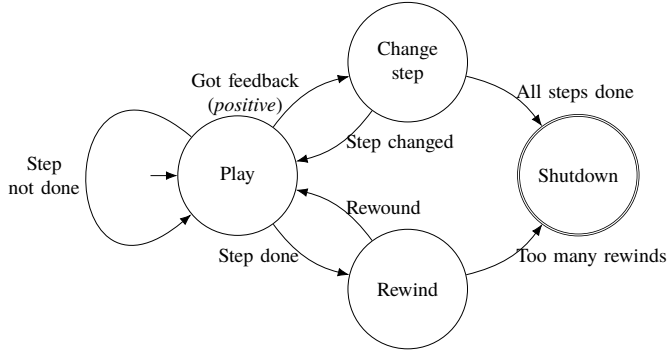 Change
step
Got feedback
(positive)
All steps done
Step changed
Step
not done
Play
Shutdown
Rewound
Step done
Too many rewinds
Rewind